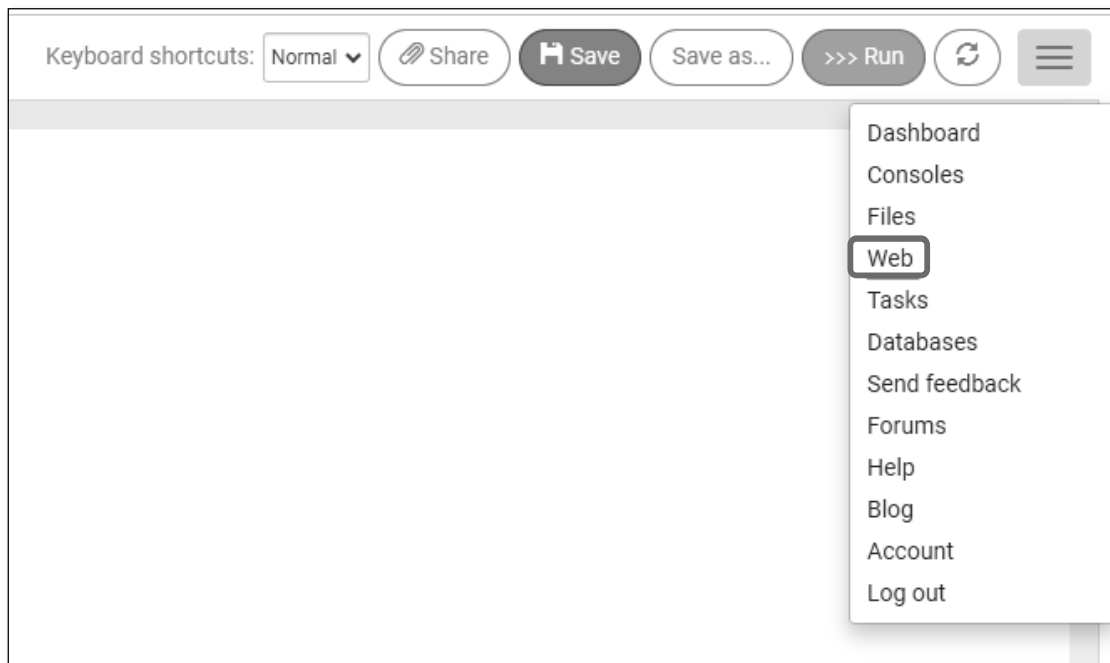 Keyboard shortcuts: Normal Share Save Save as... >>> Run
Dashboard
Consoles
Files
Web
Tasks
Databases
Send feedback
Forums
Help
Blog
Account
Log out